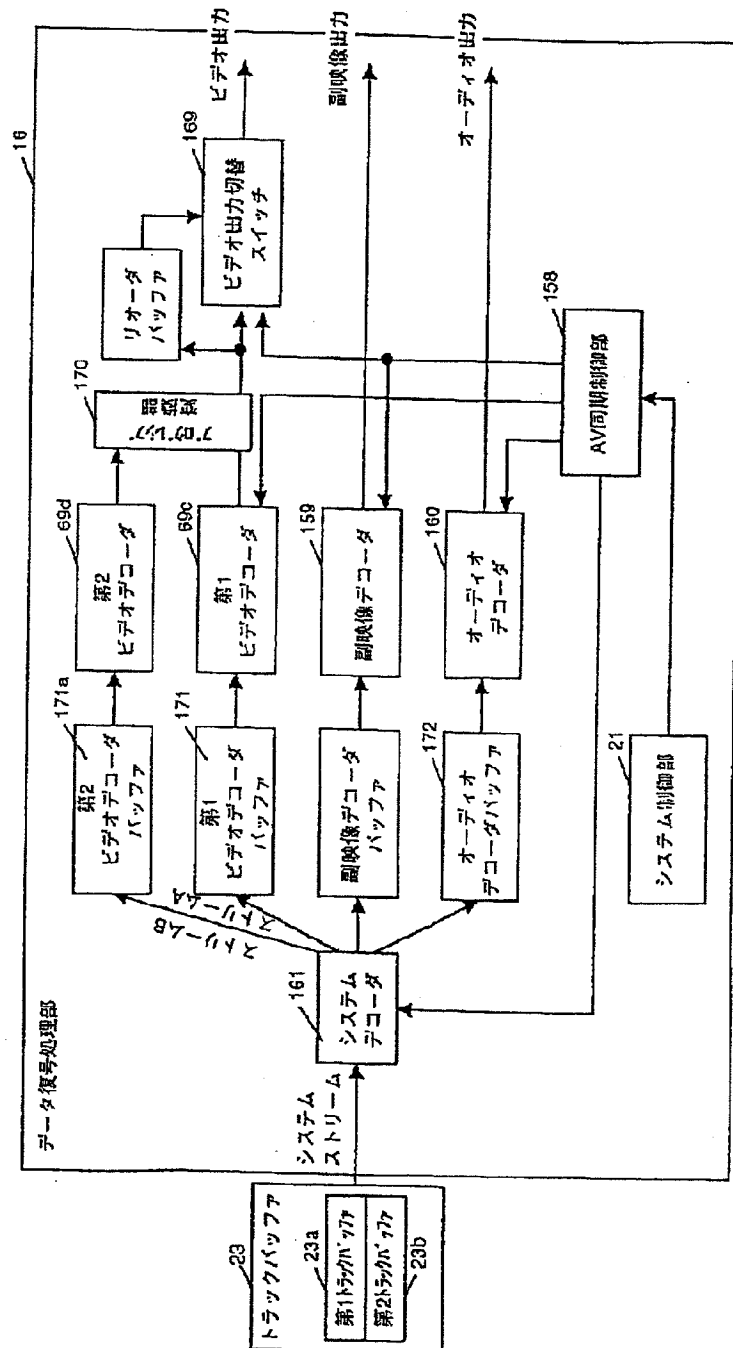 データ復号処理部
16
23
トラックバッファ
23a
第1トラックバッファ
第2トラックバッファ
23b
システム
ストリーム
161
システム
デコーダ
ストリームB
ストリームA
171a
第2
ビデオデコーダ
バッファ
171
第1
ビデオデコーダ
バッファ
副映像デコーダ
バッファ
172
オーディオ
デコーダバッファ
21
システム制御部
69d
第2
ビデオデコーダ
69c
第1
ビデオデコーダ
159
副映像デコーダ
160
オーディオ
デコーダ
170
リオーダ
バッファ
158
AV同期制御部
169
ビデオ出力切替
スイッチ
ビデオ出力
副映像出力
オーディオ出力